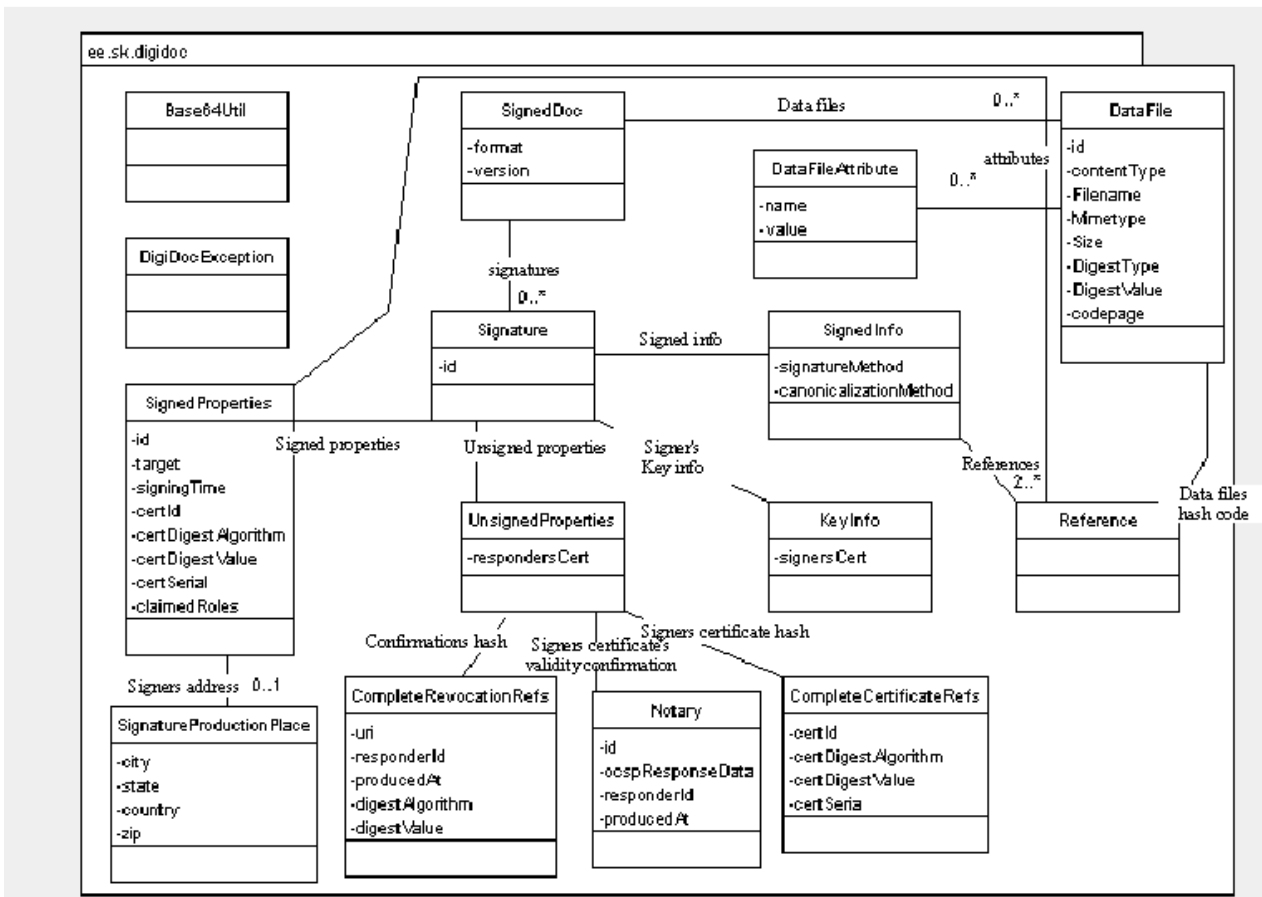 ee.sk.digidoc
Base64Util
SignedDoc
-format
-version
Data files
0..*
DataFile
-id
-contentType
-Filename
-Mimetype
-Size
-DigestType
-DigestValue
-codepage
attributes
0..*
DataFileAttribute
-name
-value
DigiDocException
signatures
0..*
Signature
-id
Signed info
SignedInfo
-signatureMethod
-canonicalizationMethod
SignedProperties
-id
-target
-signingTime
-certId
-certDigestAlgorithm
-certDigestValue
-certSerial
-claimedRoles
Signed properties
Unsigned properties
Signer's
Key info
References
2..*
Data files
hash code
UnsignedProperties
-respondersCert
KeyInfo
-signersCert
Reference
Confirmations hash
Signers certificate's
validity confirmation
Signers certificate hash
Signers address 0..1
SignatureProductionPlace
-city
-state
-country
-zip
CompleteRevocationRefs
-uri
-responderId
-producedAt
-digestAlgorithm
-digestValue
Notary
-id
-ocspResponseData
-responderId
-producedAt
CompleteCertificateRefs
-certId
-certDigestAlgorithm
-certDigestValue
-certSeria